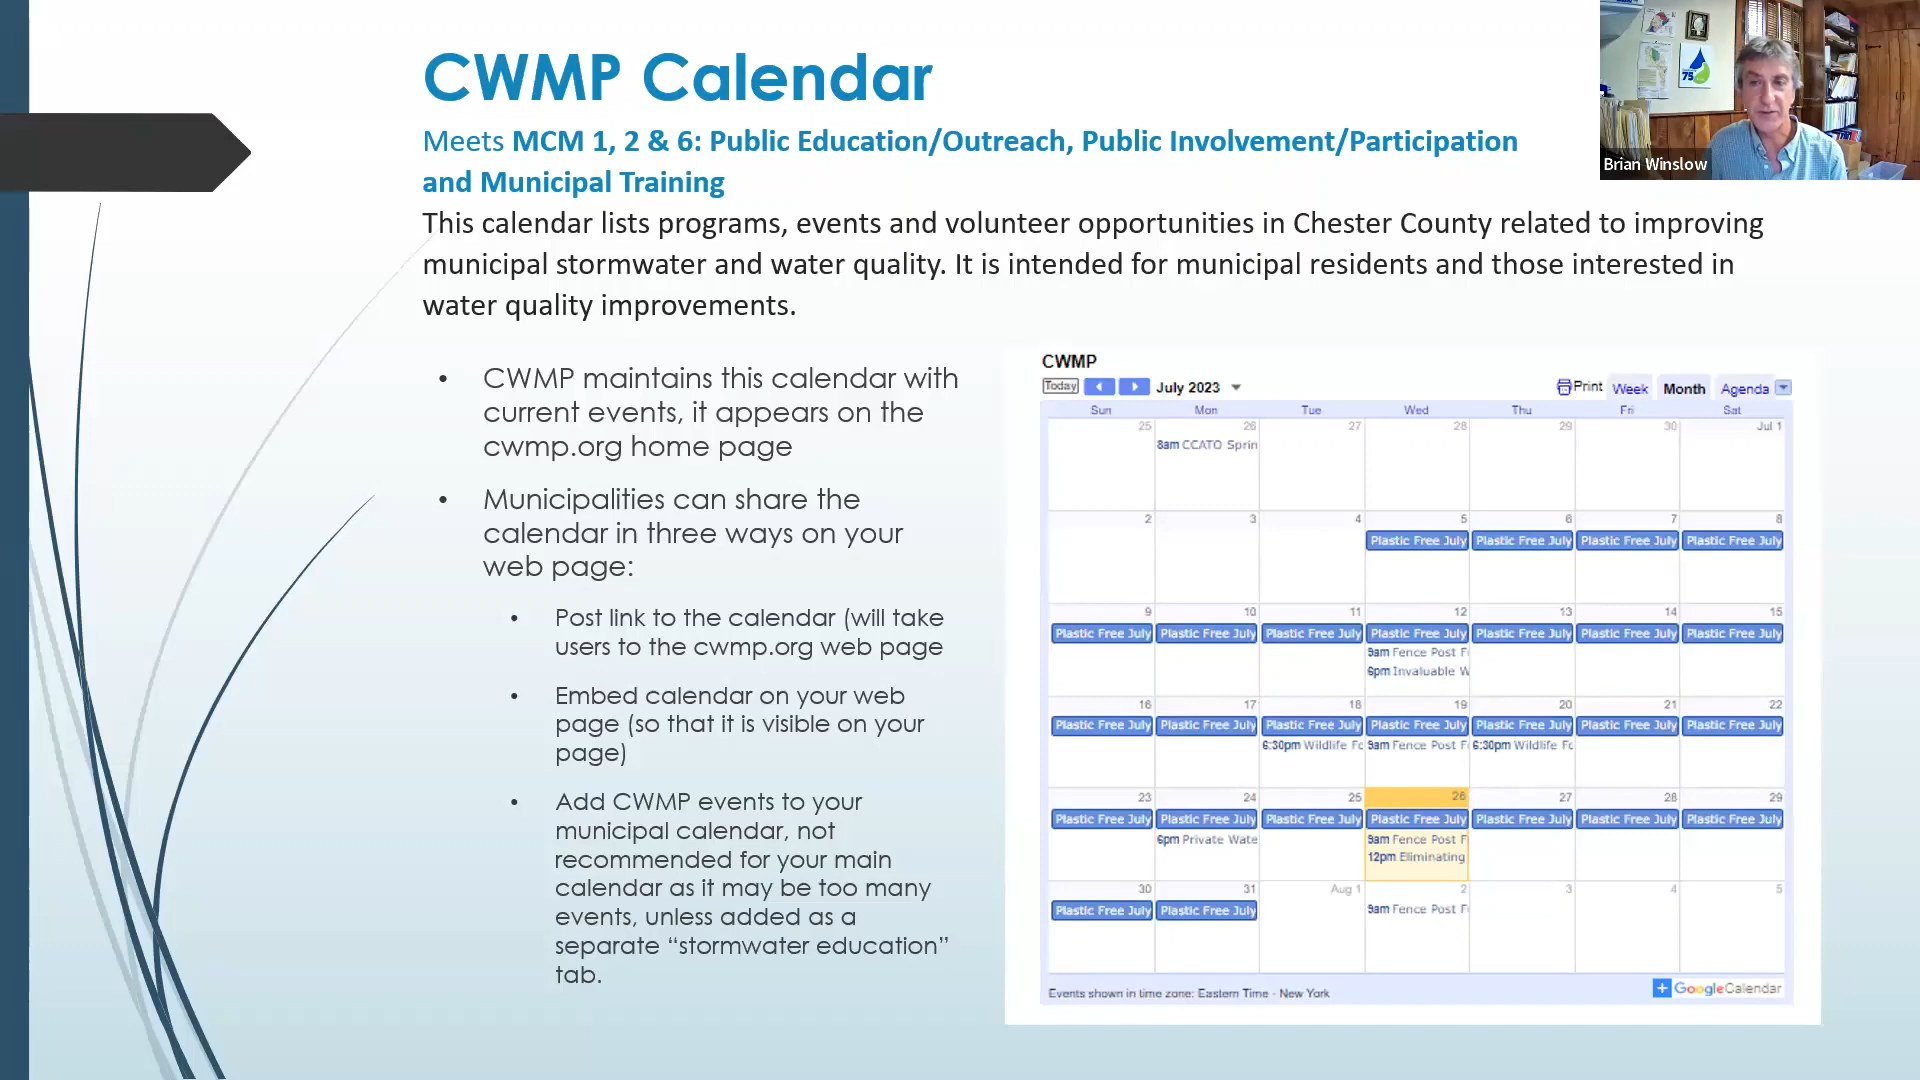 CWMP Calendar
Meets MCM 1, 2 & 6: Public Education/Outreach, Public Involvement/Participation
and Municipal Training
This calendar lists programs, events and volunteer opportunities in Chester County related to improving
municipal stormwater and water quality. It is intended for municipal residents and those interested in
water quality improvements.
75
Brian Winslow
• CWMP maintains this calendar with
current events, it appears on the
cwmp.org home page
• Municipalities can share the
calendar in three ways on your
web page:
• Post link to the calendar (will take
users to the cwmp.org web page
• Embed calendar on your web
page (so that it is visible on your
page)
• Add CWMP events to your
municipal calendar, not
recommended for your main
calendar as it may be too many
events, unless added as a
separate “stormwater education”
tab.
CWMP
Today July 2023 Print Week Month Agenda
Sun Mon Tue Wed Thu Fri Sat
25 26 27 28 29 30 Jul 1
8am CCATO Sprin
2 3 4 5 6 7 8
Plastic Free July Plastic Free July Plastic Free July Plastic Free July
9 10 11 12 13 14 15
Plastic Free July Plastic Free July Plastic Free July Plastic Free July Plastic Free July Plastic Free July Plastic Free July
9am Fence Post F
6pm Invaluable W
16 17 18 19 20 21 22
Plastic Free July Plastic Free July Plastic Free July Plastic Free July Plastic Free July Plastic Free July Plastic Free July
6:30pm Wildlife Fc 9am Fence Post F 6:30pm Wildlife Fc
23 24 25 26 27 28 29
Plastic Free July Plastic Free July Plastic Free July Plastic Free July Plastic Free July Plastic Free July Plastic Free July
6pm Private Wate 9am Fence Post F
12pm Eliminating
30 31 Aug 1 2 3 4 5
Plastic Free July Plastic Free July 9am Fence Post F
Events shown in time zone: Eastern Time - New York
+ GoogleCalendar